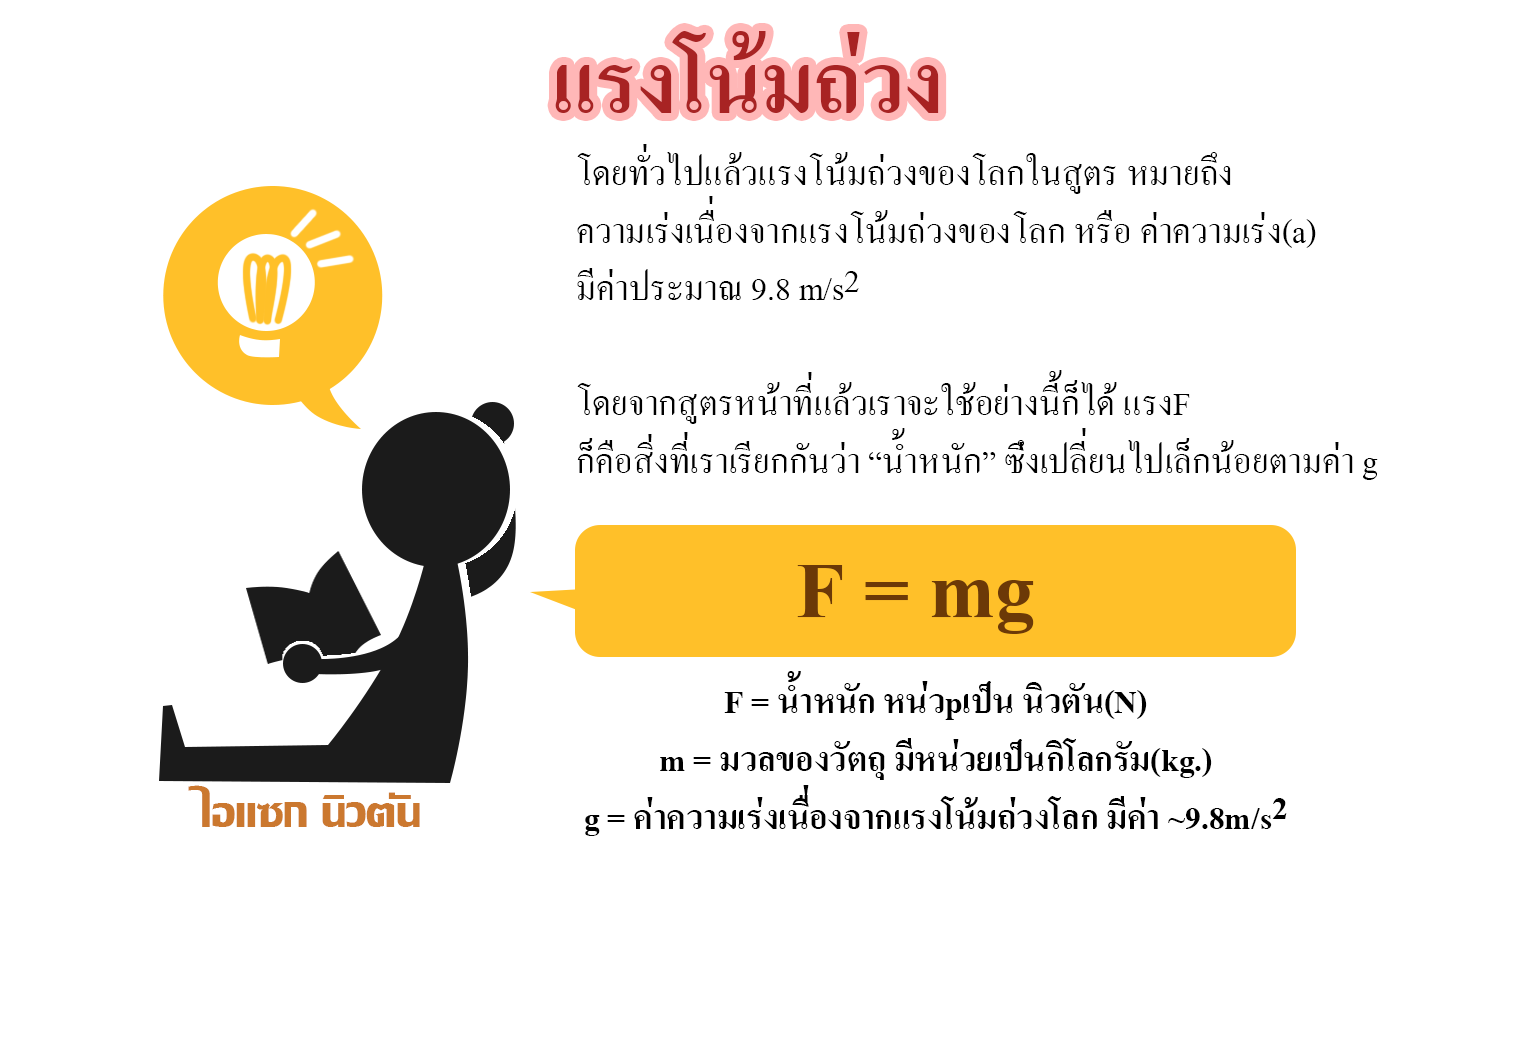 แรงโน้มถ่วง
โดยทั่วไปแล้วแรงโน้มถ่วงของโลกในสูตร หมายถึง
ความเร่งเนื่องจากแรงโน้มถ่วงของโลก หรือ ค่าความเร่ง(a)
มีค่าประมาณ 9.8 m/s²
โดยจากสูตรหน้าที่แล้วเราจะใช้อย่างนี้ก็ได้ แรงF
ก็คือสิ่งที่เราเรียกกันว่า “น้ำหนัก” ซึงเปลี่ยนไปเล็กน้อยตามค่า g
F = mg
F = น้ำหนัก หน่วpเป็น นิวตัน(N)
m = มวลของวัตถุ มีหน่วยเป็นกิโลกรัม(kg.)
g = ค่าความเร่งเนื่องจากแรงโน้มถ่วงโลก มีค่า ~9.8m/s²
ไอแซก นิวตัน